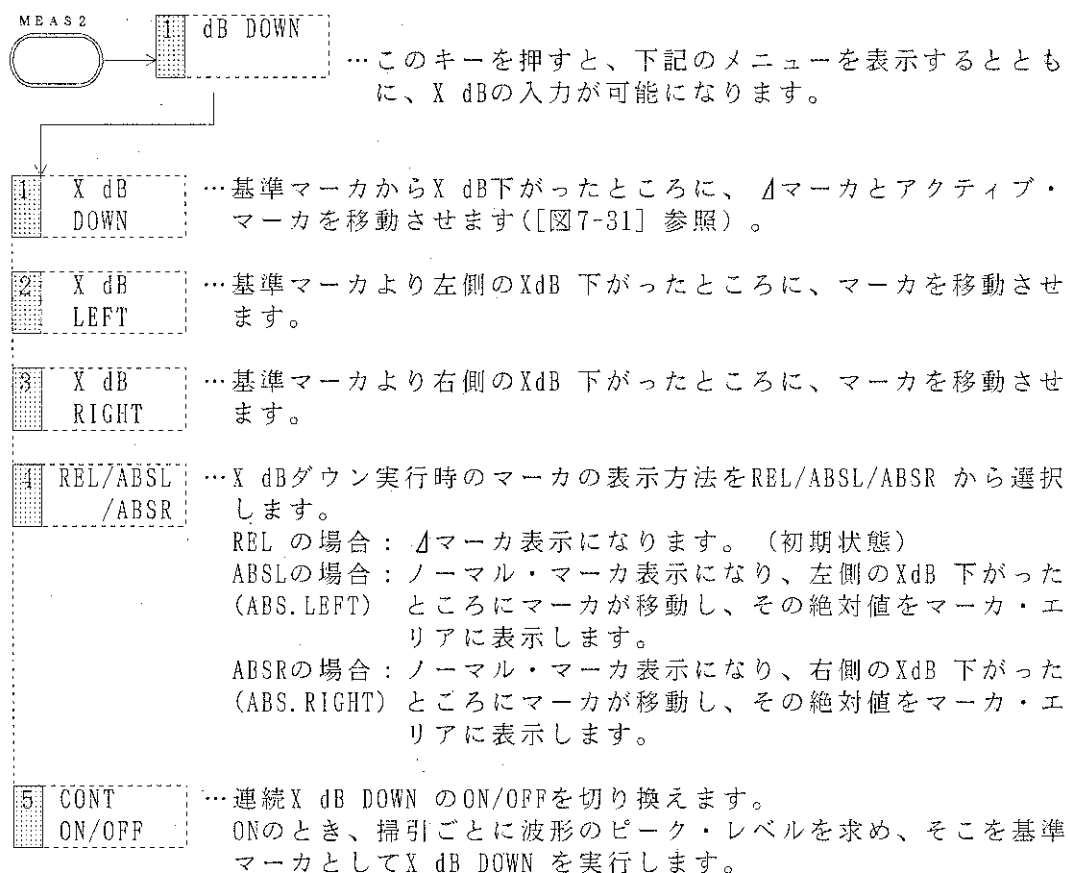 MEAS2
1 dB DOWN
…このキーを押すと、下記のメニューを表示するととも
に、X dBの入力が可能になります。
1 X dB
DOWN
…基準マーカからX dB下がったところに、⊿マーカとアクティブ・
マーカを移動させます([図7-31] 参照)。
2 X dB
LEFT
…基準マーカより左側のXdB 下がったところに、マーカを移動させ
ます。
3 X dB
RIGHT
…基準マーカより右側のXdB 下がったところに、マーカを移動させ
ます。
4 REL/ABSL
/ABSR
…X dBダウン実行時のマーカの表示方法をREL/ABSL/ABSR から選択
します。
REL の場合: ⊿マーカ表示になります。(初期状態)
ABSLの場合:ノーマル・マーカ表示になり、左側のXdB 下がった
(ABS.LEFT) ところにマーカが移動し、その絶対値をマーカ・エ
リアに表示します。
ABSRの場合:ノーマル・マーカ表示になり、右側のXdB 下がった
(ABS.RIGHT) ところにマーカが移動し、その絶対値をマーカ・エ
リアに表示します。
5 CONT
ON/OFF
…連続X dB DOWN のON/OFFを切り換えます。
ONのとき、掃引ごとに波形のピーク・レベルを求め、そこを基準
マーカとしてX dB DOWN を実行します。